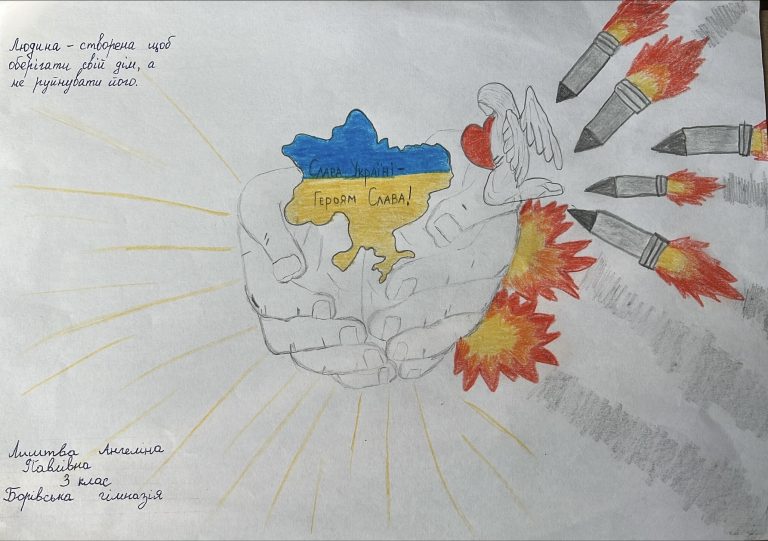 Людина - створена щоб
оберігати свій дім, а
не руйнувати його.
Слава Україні -
Героям Слава!
Лимтва Ангеліна
Павлівна
3 клас
Борівська гімназія